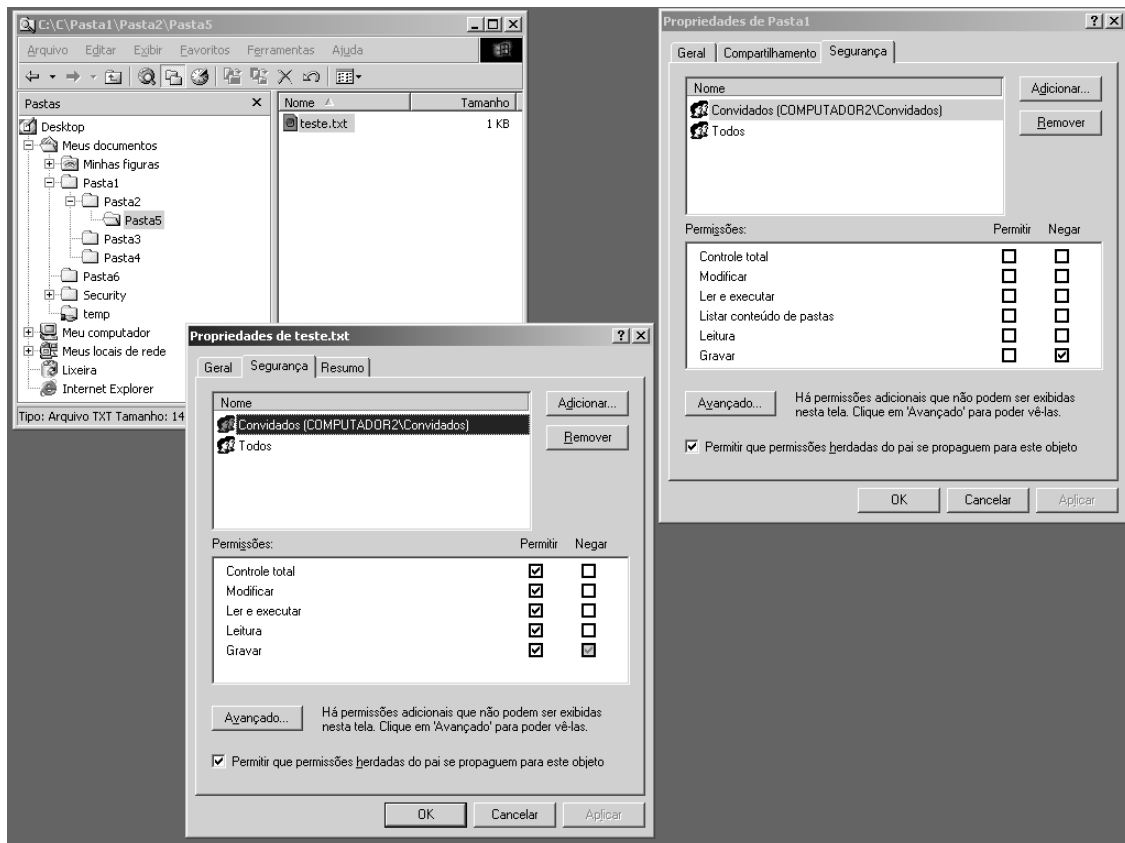 C:\C\Pasta1\Pasta2\Pasta5
Arquivo Editar Exibir Favoritos Ferramentas Ajuda
Pastas
Nome Tamanho
Desktop
Meus documentos
Minhas figuras
Pasta1
Pasta2
Pasta5
Pasta3
Pasta4
Pasta6
Security
temp
Meu computador
Meus locais de rede
Lixeira
Internet Explorer
teste.txt 1 KB
Tipo: Arquivo TXT Tamanho: 14
Propriedades de Pasta1
Geral Compartilhamento Segurança
Nome
Convidados (COMPUTADOR2\Convidados)
Todos
Adicionar...
Remover
Permissões: Permitir Negar
Controle total
Modificar
Ler e executar
Listar conteúdo de pastas
Leitura
Gravar
Avançado...
Há permissões adicionais que não podem ser exibidas
nesta tela. Clique em 'Avançado' para poder vê-las.
Permitir que permissões herdadas do pai se propaguem para este objeto
OK Cancelar Aplicar
Propriedades de teste.txt
Geral Segurança Resumo
Nome
Convidados (COMPUTADOR2\Convidados)
Todos
Adicionar...
Remover
Permissões: Permitir Negar
Controle total
Modificar
Ler e executar
Leitura
Gravar
Avançado...
Há permissões adicionais que não podem ser exibidas
nesta tela. Clique em 'Avançado' para poder vê-las.
Permitir que permissões herdadas do pai se propaguem para este objeto
OK Cancelar Aplicar